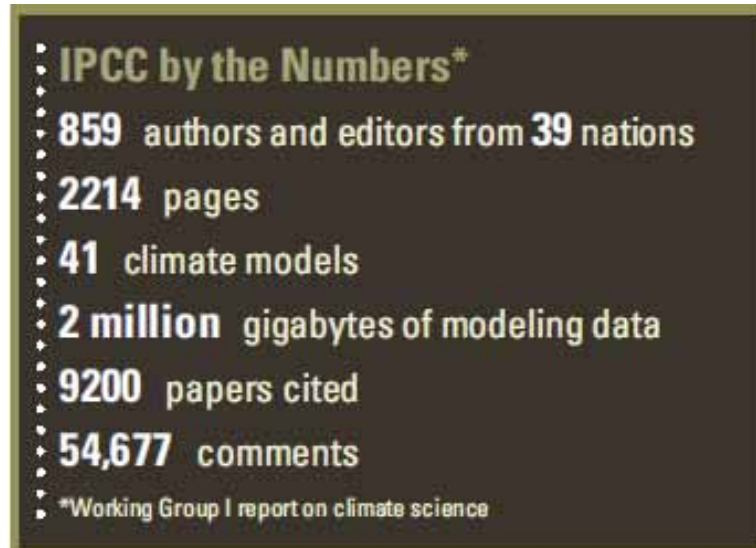 IPCC by the Numbers*
859 authors and editors from 39 nations
2214 pages
41 climate models
2 million gigabytes of modeling data
9200 papers cited
54,677 comments
*Working Group I report on climate science